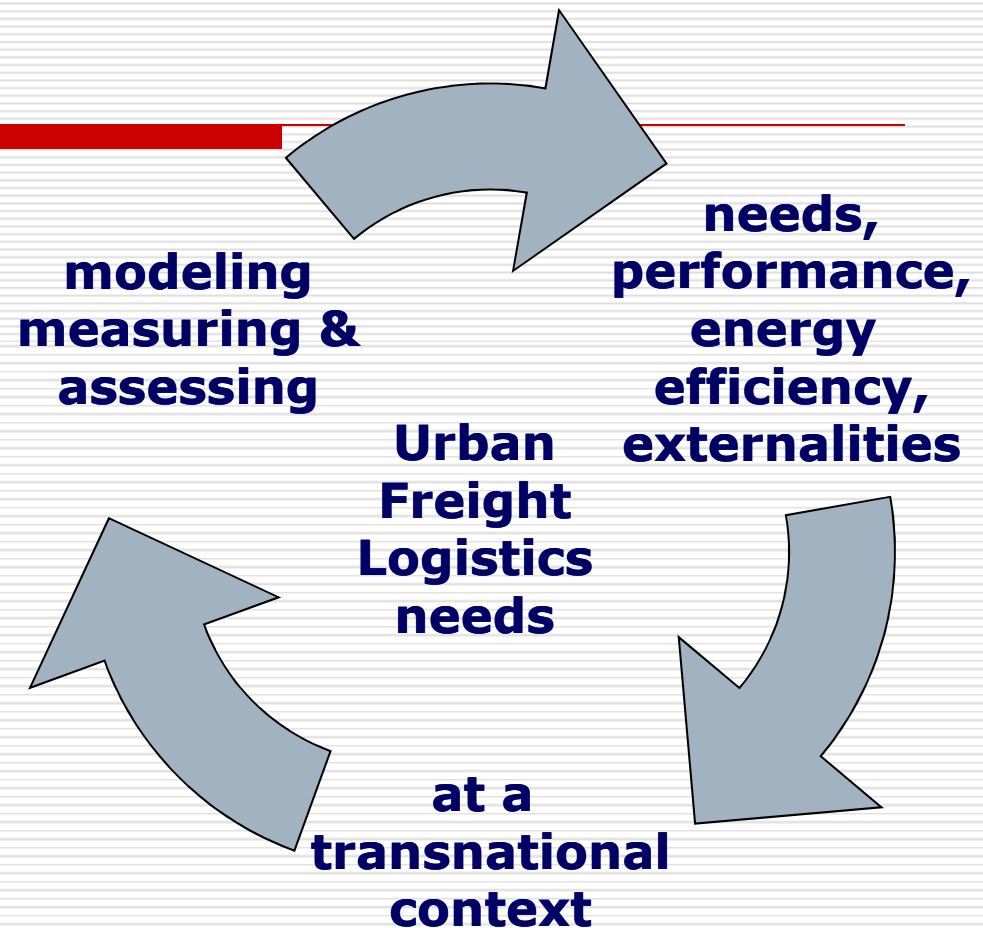 modeling
measuring &
assessing
needs,
performance,
energy
efficiency,
externalities
Urban
Freight
Logistics
needs
at a
transnational
context